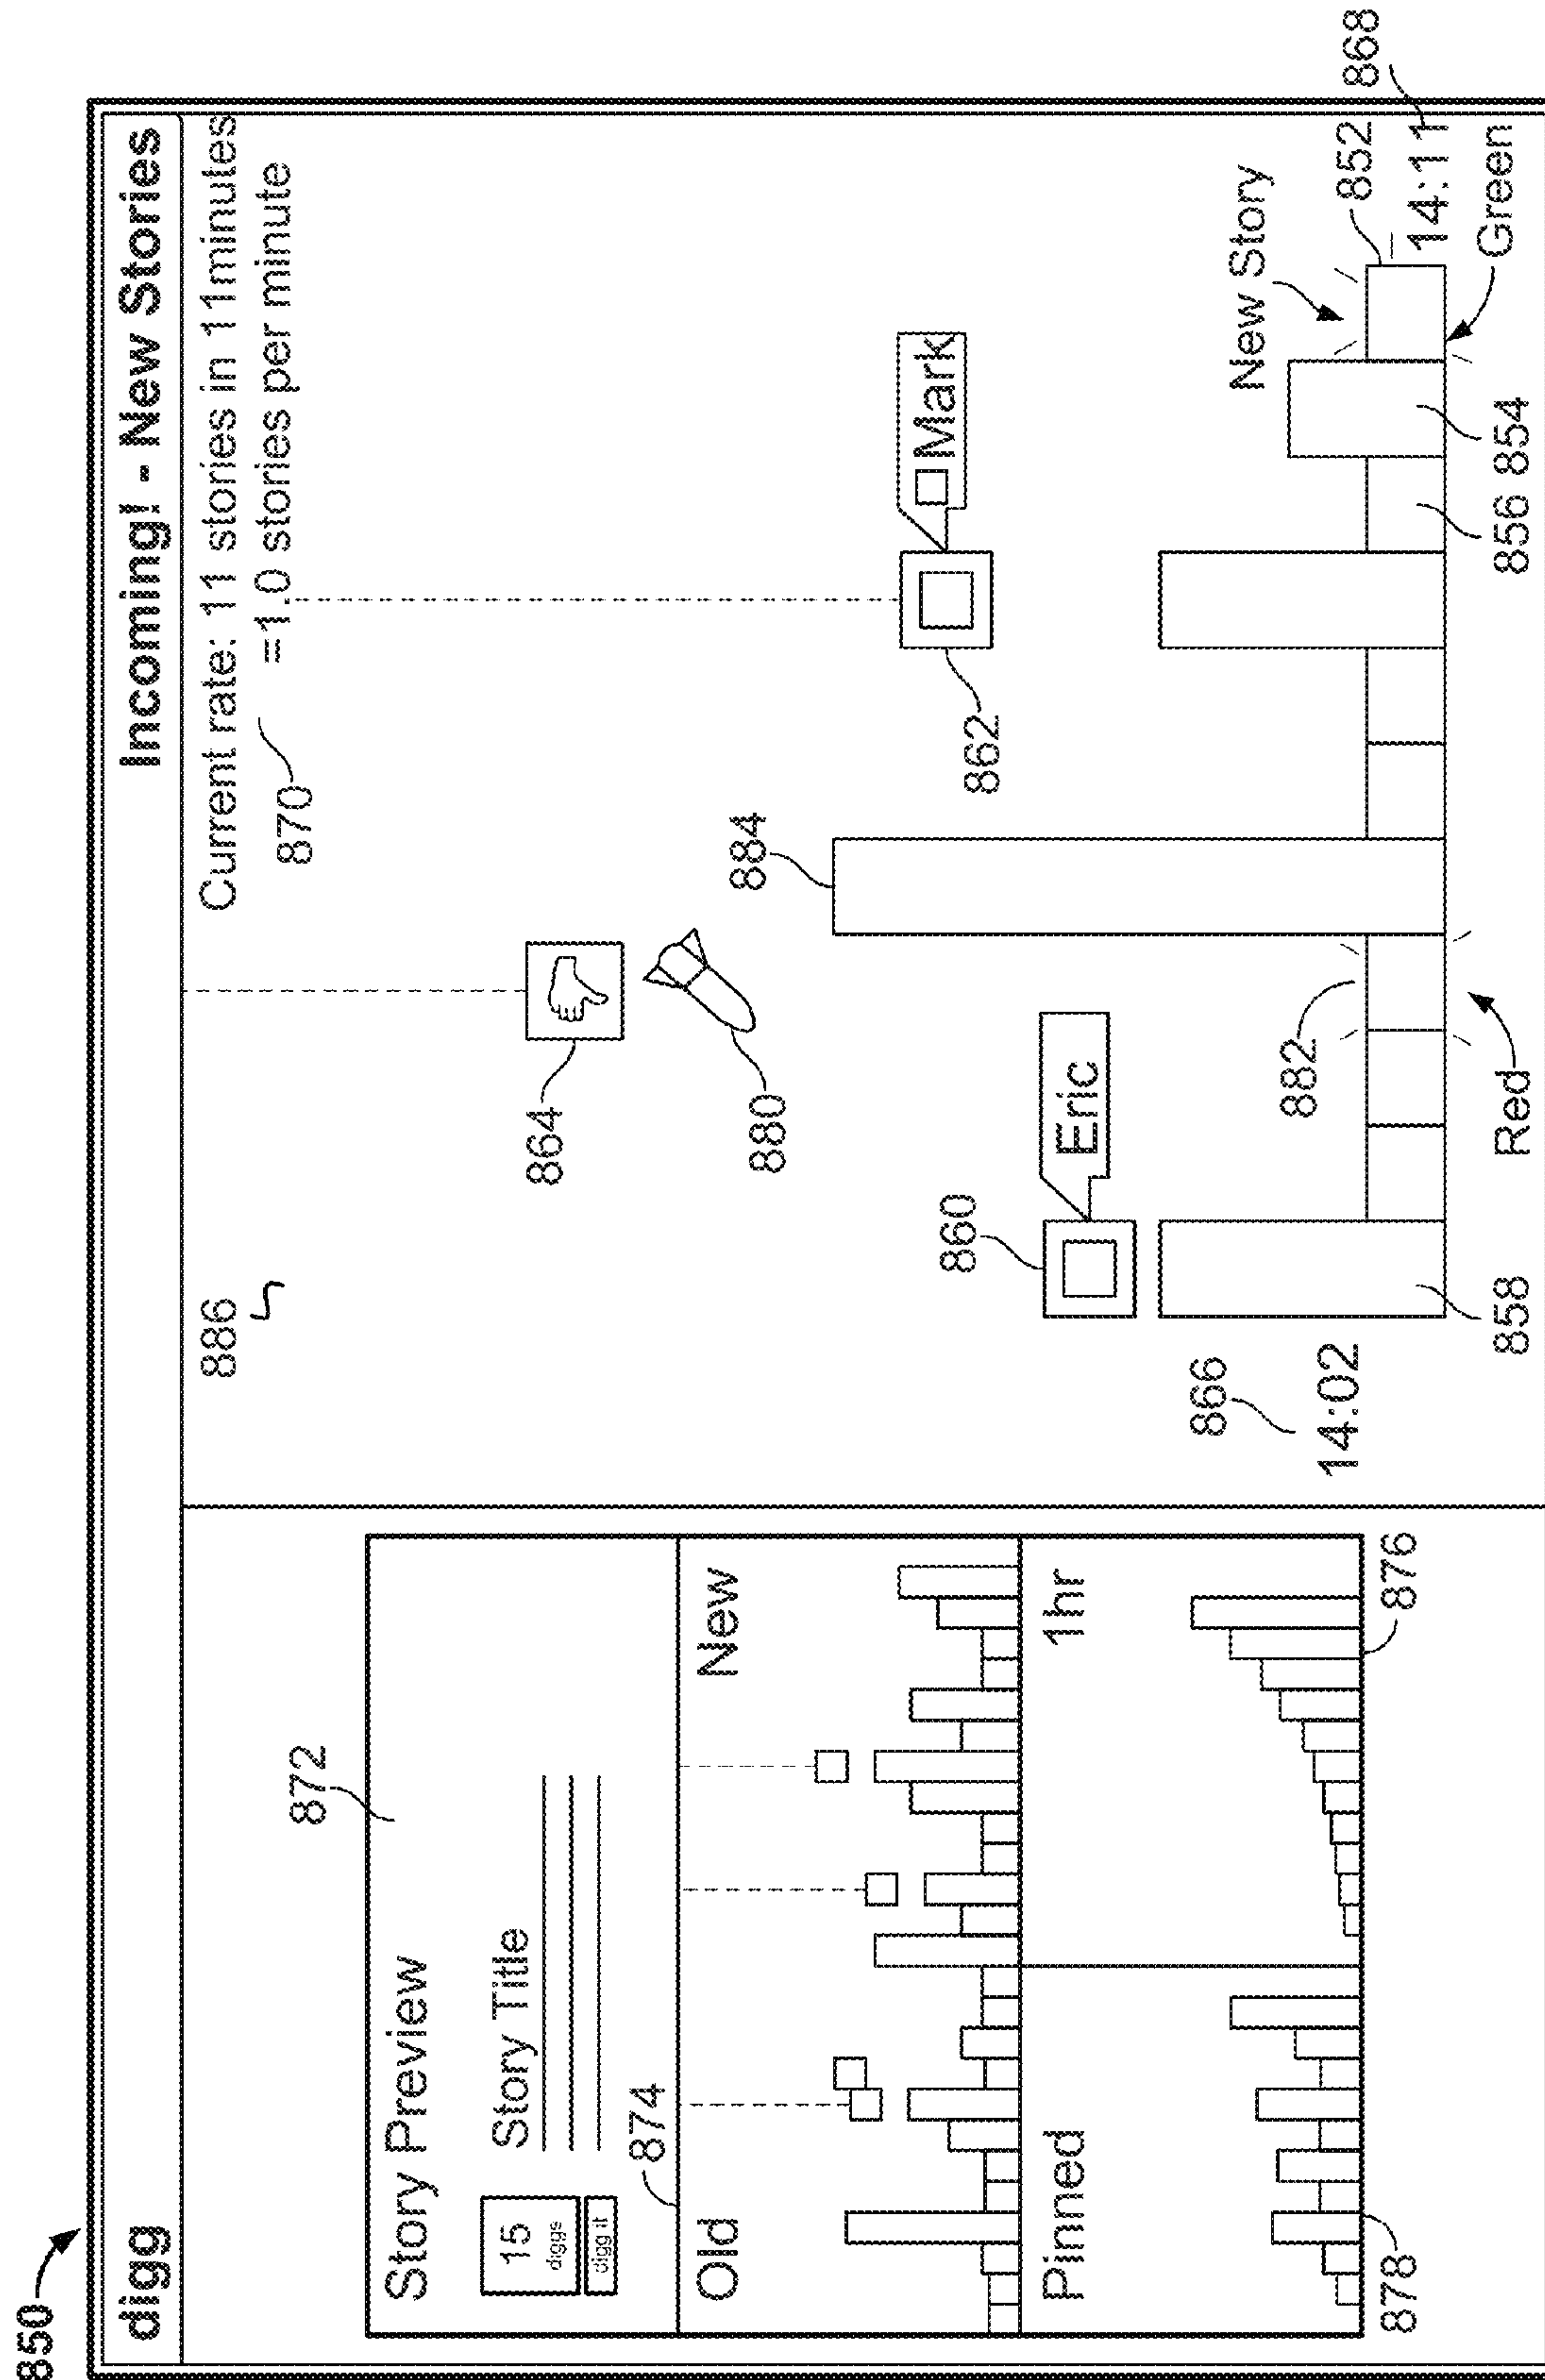 850
digg
Incoming! - New Stories
886
Current rate: 11 stories in 11minutes
=1.0 stories per minute
870
872
Story Preview
15
diggs
digg it
Story Title
874
Old
New
Pinned
1hr
878
876
864
880
884
862
Mark
860
Eric
866
14:02
858
882
Red
New Story
852
14:11
868
Green
856
854